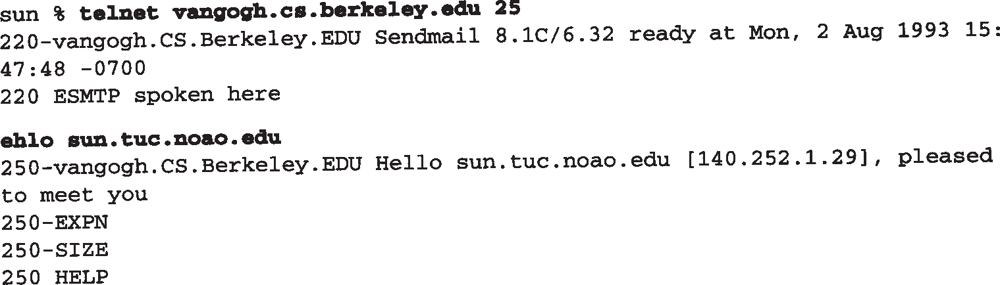 sun % telnet vangogh.cs.berkeley.edu 25
220-vangogh.CS.Berkeley.EDU Sendmail 8.1C/6.32 ready at Mon, 2 Aug 1993 15:
47:48 -0700
220 ESMTP spoken here
ehlo sun.tuc.noao.edu
250-vangogh.CS.Berkeley.EDU Hello sun.tuc.noao.edu [140.252.1.29], pleased
to meet you
250-EXPN
250-SIZE
250 HELP